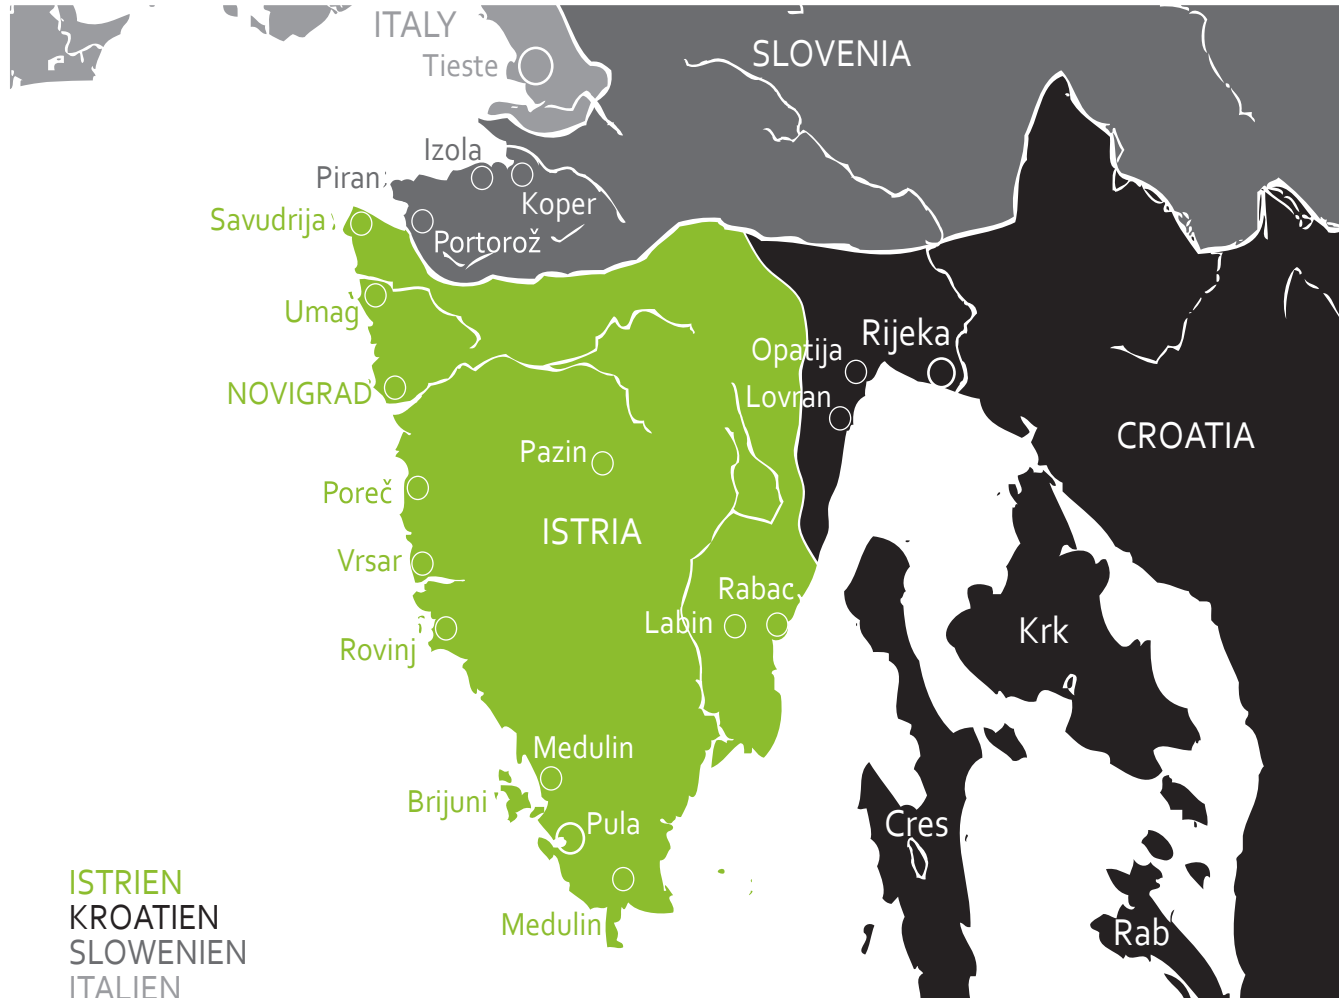 ITALY
Tieste
SLOVENIA
Izola
Piran
Koper
Savudrija
Portorož
Umag
Rijeka
Opatija
NOVIGRAD
Lovran
CROATIA
Pazin
Poreč
ISTRIA
Vrsar
Rabac
Labin
Krk
Rovinj
Medulin
Brijuni
Pula
Cres
ISTRIEN
KROATIEN
Medulin
Rab
SLOWENIEN
ITALIEN